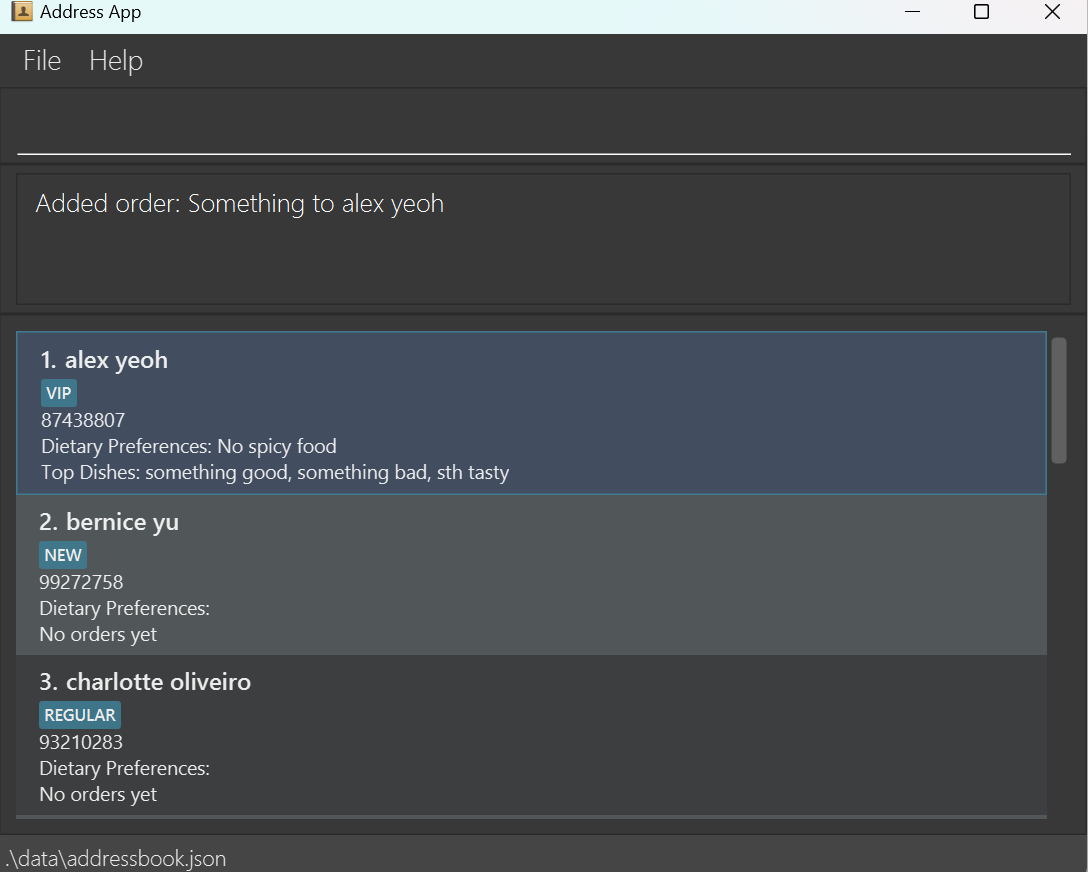 Address App
File Help
Added order: Something to alex yeoh
1. alex yeoh
VIP
87438807
Dietary Preferences: No spicy food
Top Dishes: something good, something bad, sth tasty
2. bernice yu
NEW
99272758
Dietary Preferences:
No orders yet
3. charlotte oliveiro
REGULAR
93210283
Dietary Preferences:
No orders yet
.\data\addressbook.json